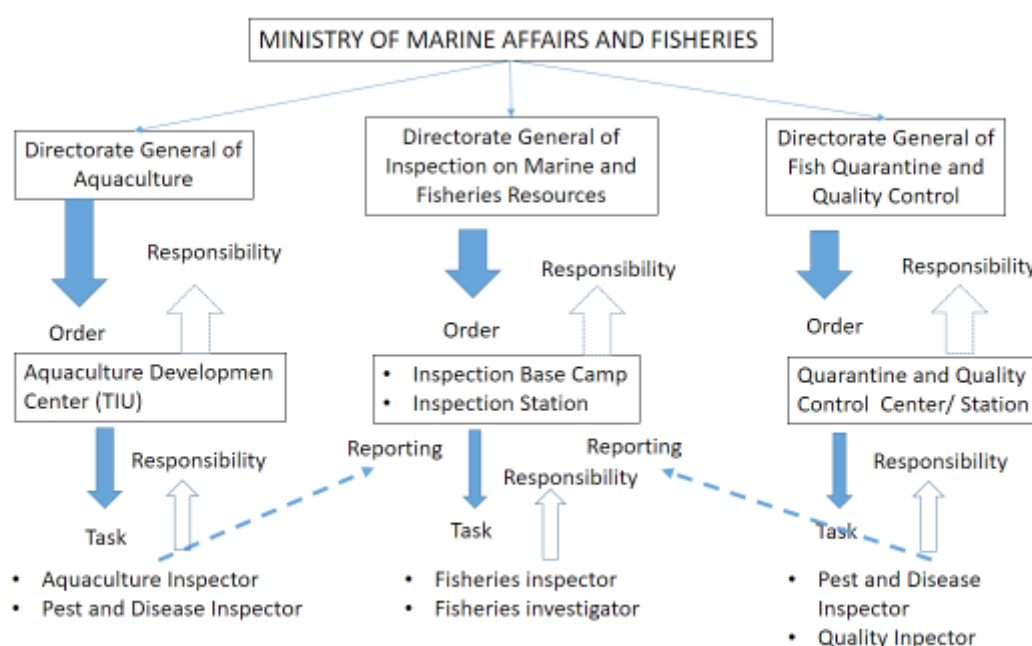 MINISTRY OF MARINE AFFAIRS AND FISHERIES
Directorate General of
Aquaculture
Directorate General of
Inspection on Marine and
Fisheries Resources
Directorate General of
Fish Quarantine and
Quality Control
Responsibility
Responsibility
Responsibility
Order
Order
Order
Aquaculture Developmen
Center (TIU)
• Inspection Base Camp
• Inspection Station
Quarantine and Quality
Control Center/ Station
Responsibility
Reporting
Responsibility
Reporting
Responsibility
Task
Task
Task
• Aquaculture Inspector
• Pest and Disease Inspector
• Fisheries inspector
• Fisheries investigator
• Pest and Disease
Inspector
• Quality Inpector